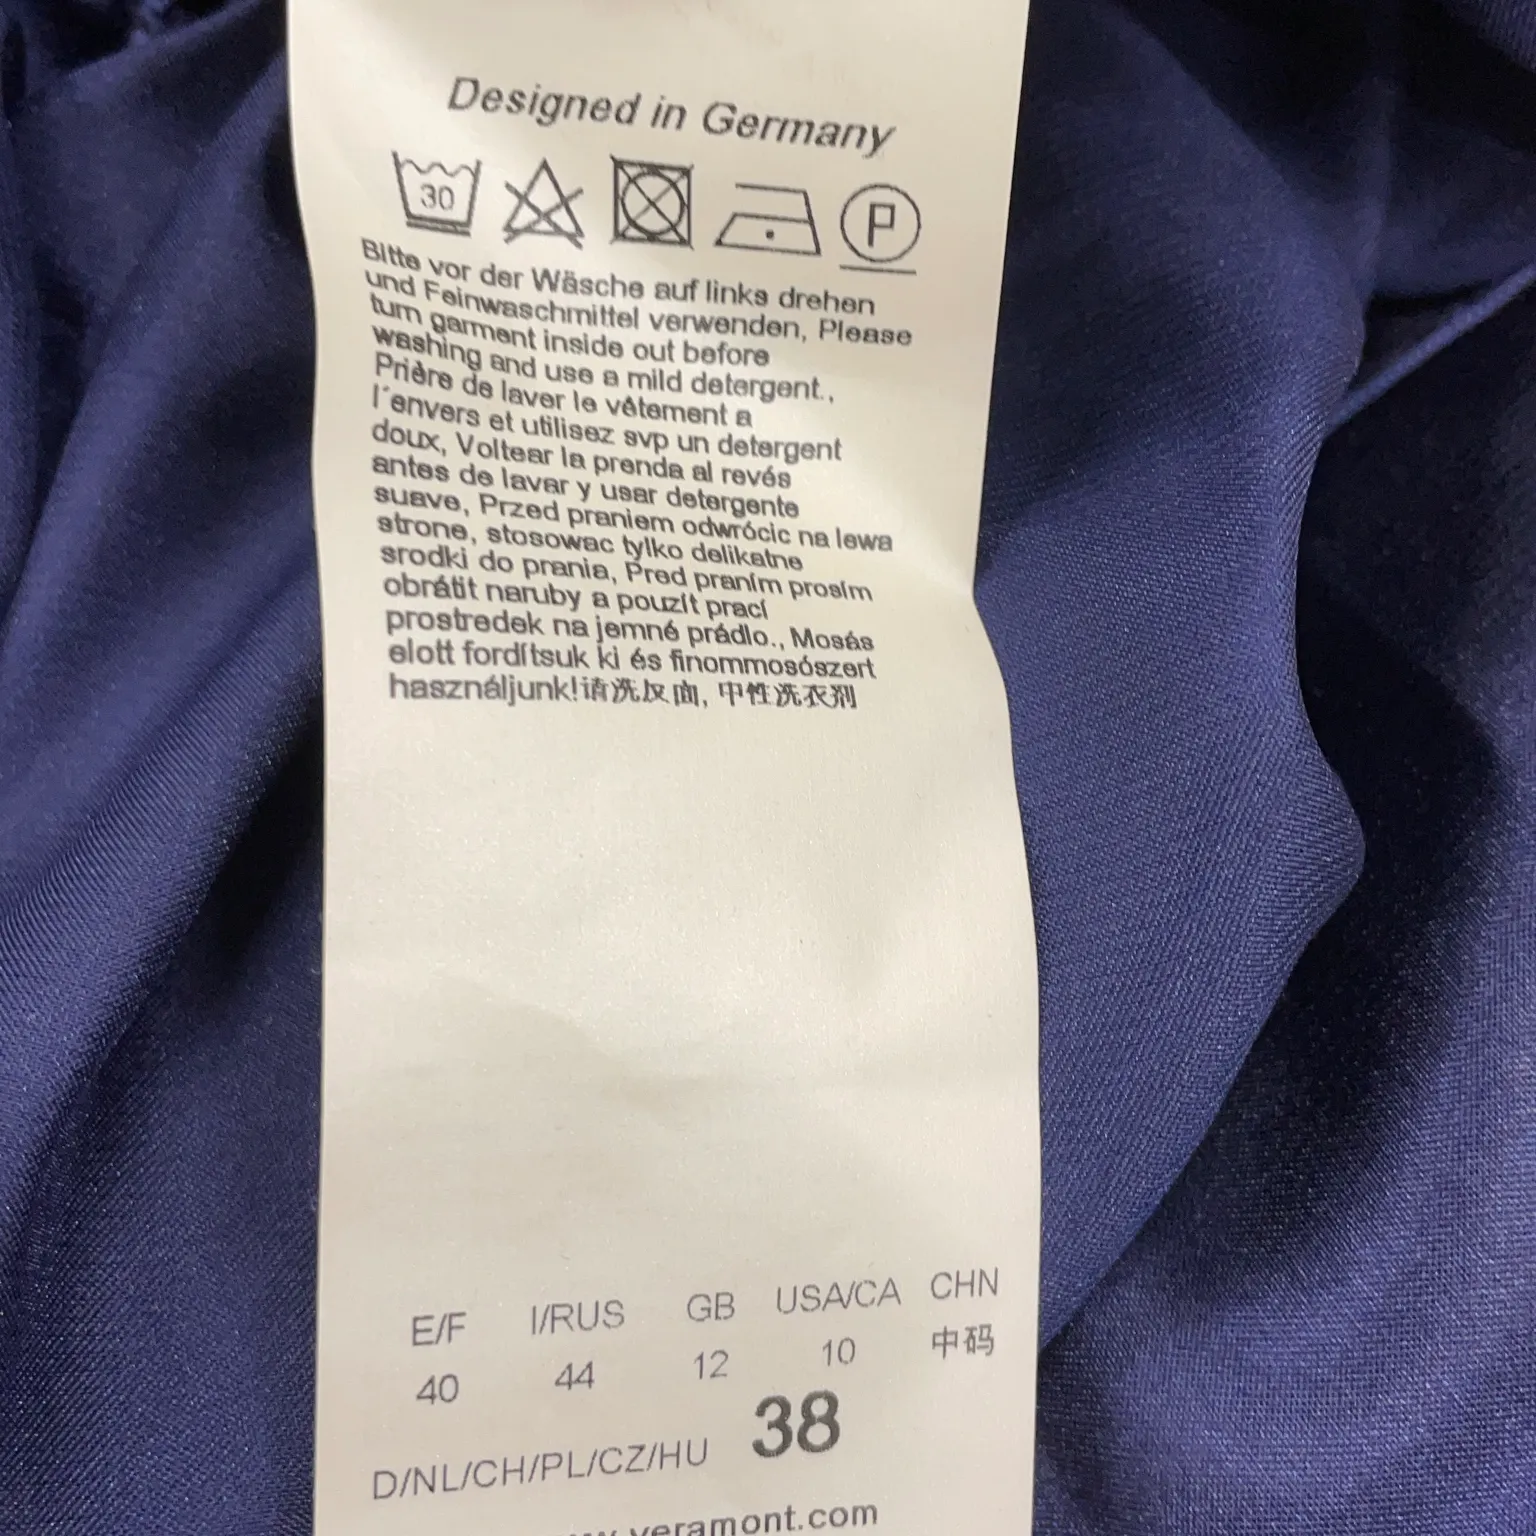 Designed in Germany
30
P
Bitte vor der Wäsche auf links drehen
und Feinwaschmittel verwenden, Please
turn garment inside out before
washing and use a mild detergent.,
Prière de laver le vêtement a
l´envers et utilisez svp un detergent
doux, Voltear la prenda al revés
antes de lavar y usar detergente
suave, Przed praniem odwrócic na lewa
strone, stosowac tylko delikatne
srodki do prania, Pred praním prosím
obrátit naruby a pouzít prací
prostredek na jemné prádlo., Mosás
elott fordítsuk ki és finommosószert
használjunk!请洗反面, 中性洗衣剂
E/F I/RUS GB USA/CA CHN
40 44 12 10 中码
D/NL/CH/PL/CZ/HU 38
veramont.com